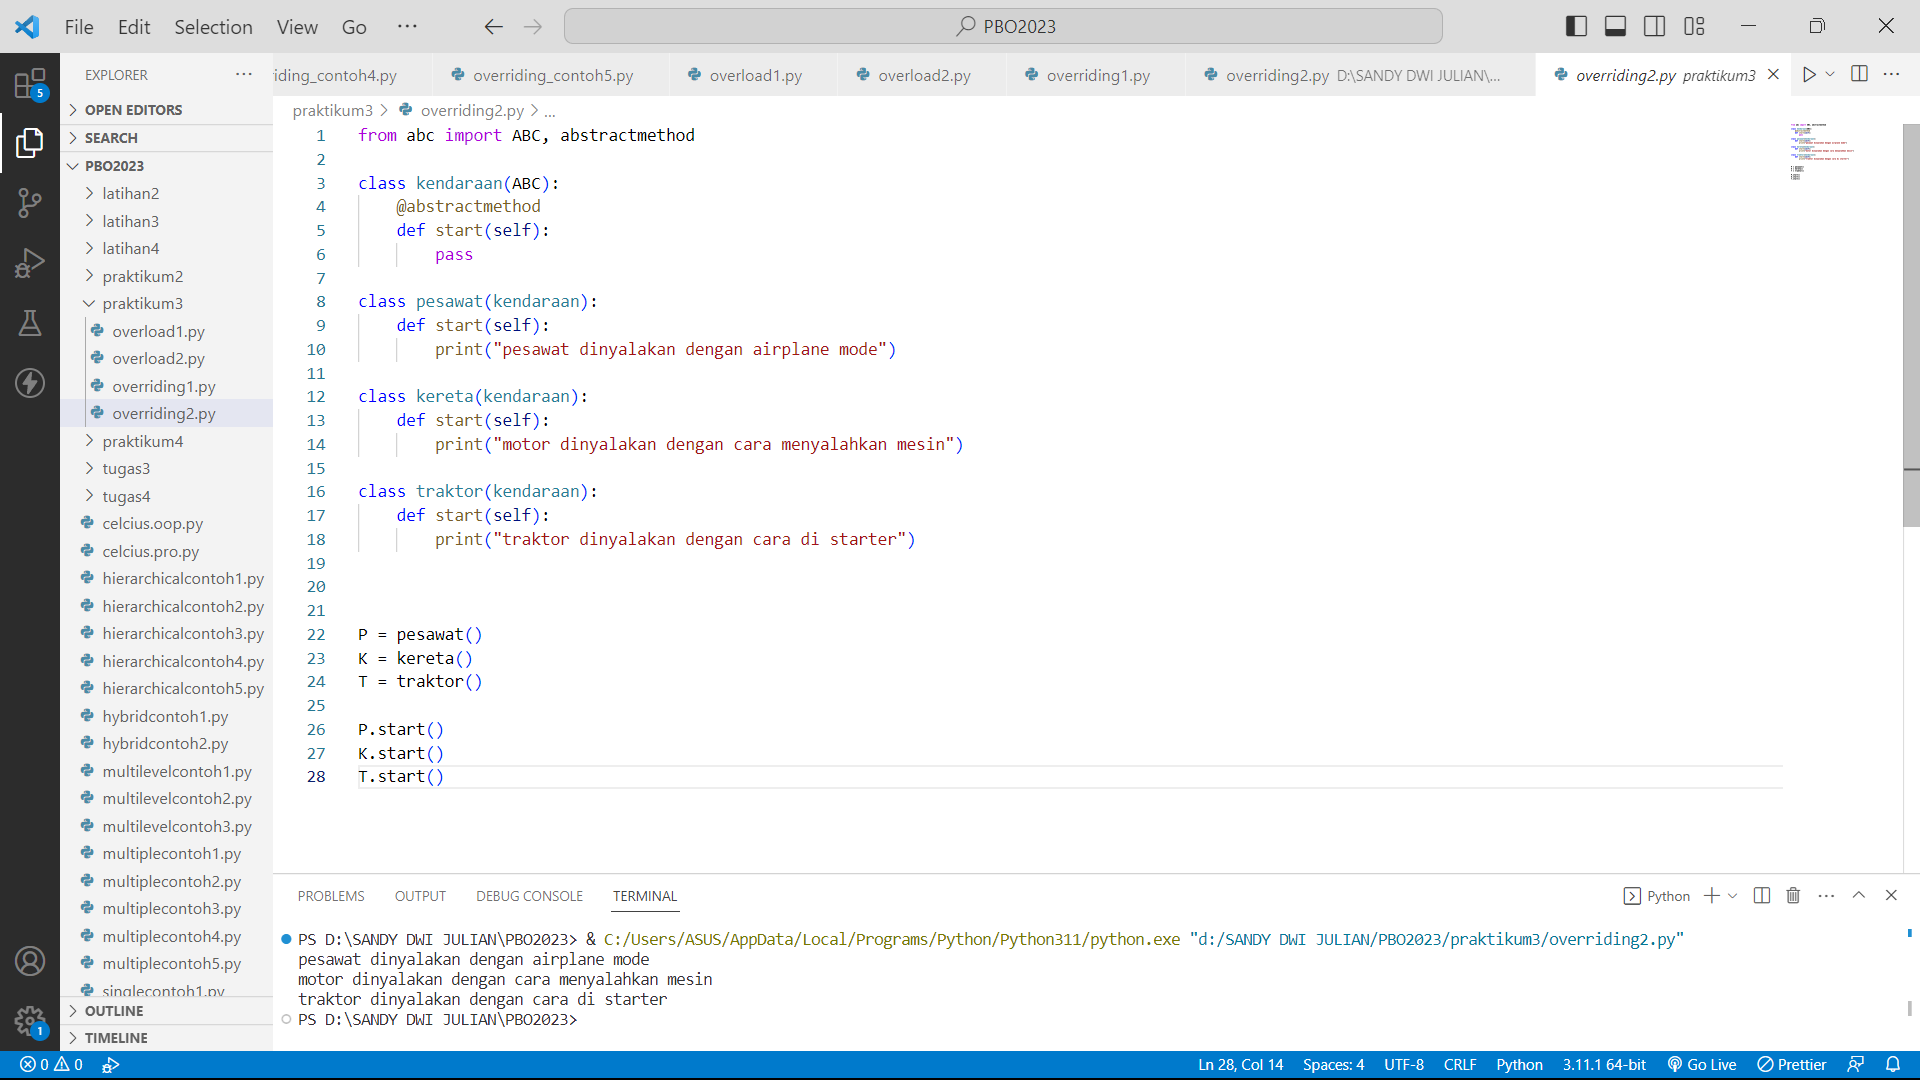 File Edit Selection View Go ··· PBO2023
EXPLORER ···
OPEN EDITORS
SEARCH
PBO2023
latihan2
latihan3
latihan4
praktikum2
praktikum3
overload1.py
overload2.py
overriding1.py
overriding2.py
praktikum4
tugas3
tugas4
celcius.oop.py
celcius.pro.py
hierarchicalcontoh1.py
hierarchicalcontoh2.py
hierarchicalcontoh3.py
hierarchicalcontoh4.py
hierarchicalcontoh5.py
hybridcontoh1.py
hybridcontoh2.py
multilevelcontoh1.py
multilevelcontoh2.py
multilevelcontoh3.py
multiplecontoh1.py
multiplecontoh2.py
multiplecontoh3.py
multiplecontoh4.py
multiplecontoh5.py
singlecontoh1.py
OUTLINE
TIMELINE
5
1
iding_contoh4.py overriding_contoh5.py overload1.py overload2.py overriding1.py overriding2.py D:\SANDY DWI JULIAN\... overriding2.py praktikum3
praktikum3 > overriding2.py > ...
1 from abc import ABC, abstractmethod
2
3 class kendaraan(ABC):
4 @abstractmethod
5 def start(self):
6 pass
7
8 class pesawat(kendaraan):
9 def start(self):
10 print("pesawat dinyalakan dengan airplane mode")
11
12 class kereta(kendaraan):
13 def start(self):
14 print("motor dinyalakan dengan cara menyalahkan mesin")
15
16 class traktor(kendaraan):
17 def start(self):
18 print("traktor dinyalakan dengan cara di starter")
19
20
21
22 P = pesawat()
23 K = kereta()
24 T = traktor()
25
26 P.start()
27 K.start()
28 T.start()
PROBLEMS OUTPUT DEBUG CONSOLE TERMINAL Python
PS D:\SANDY DWI JULIAN\PBO2023> & C:/Users/ASUS/AppData/Local/Programs/Python/Python311/python.exe "d:/SANDY DWI JULIAN/PBO2023/praktikum3/overriding2.py"
pesawat dinyalakan dengan airplane mode
motor dinyalakan dengan cara menyalahkan mesin
traktor dinyalakan dengan cara di starter
PS D:\SANDY DWI JULIAN\PBO2023>
0 0 Ln 28, Col 14 Spaces: 4 UTF-8 CRLF Python 3.11.1 64-bit Go Live Prettier